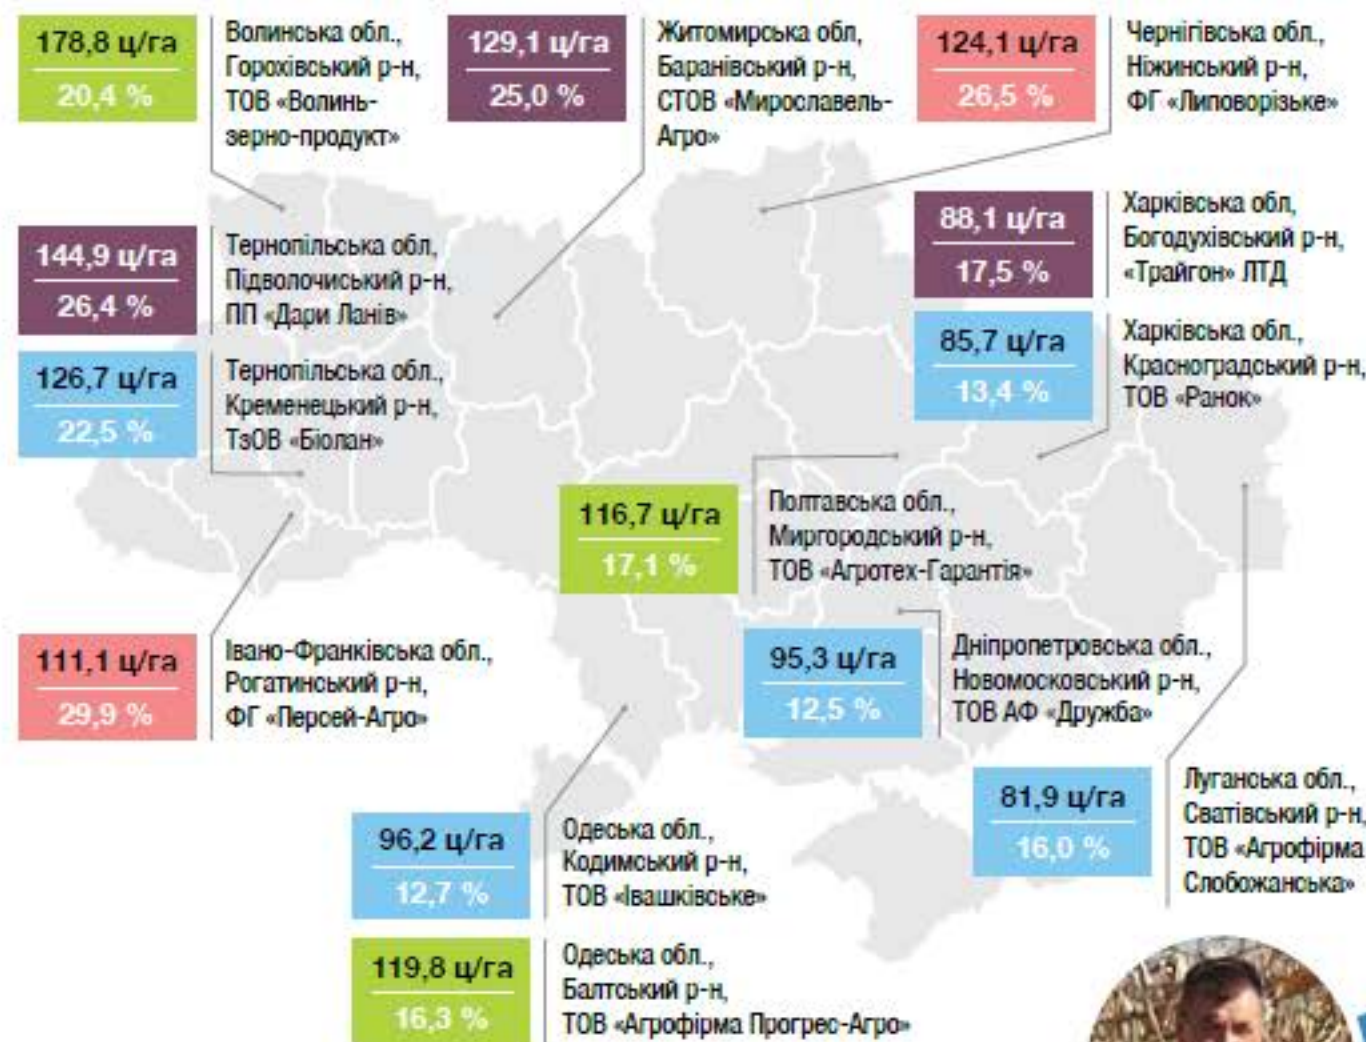 178,8 ц/га
20,4 %
Волинська обл.,
Горохівський р-н,
ТОВ «Волинь-
зерно-продукт»
129,1 ц/га
25,0 %
Житомирська обл,
Баранівський р-н,
СТОВ «Мирославель-
Агро»
124,1 ц/га
26,5 %
Чернігівська обл.,
Ніжинський р-н,
ФГ «Липоворізьке»
144,9 ц/га
26,4 %
Тернопільська обл,
Підволочиський р-н,
ПП «Дари Ланів»
88,1 ц/га
17,5 %
Харківська обл,
Богодухівський р-н,
«Трайгон» ЛТД
126,7 ц/га
22,5 %
Тернопільська обл.,
Кременецький р-н,
ТзОВ «Біолан»
85,7 ц/га
13,4 %
Харківська обл.,
Красноградський р-н,
ТОВ «Ранок»
116,7 ц/га
17,1 %
Полтавська обл.,
Миргородський р-н,
ТОВ «Агротех-Гарантія»
111,1 ц/га
29,9 %
Івано-Франківська обл.,
Рогатинський р-н,
ФГ «Персей-Агро»
95,3 ц/га
12,5 %
Дніпропетровська обл.,
Новомосковський р-н,
ТОВ АФ «Дружба»
81,9 ц/га
16,0 %
Луганська обл.,
Сватівський р-н,
ТОВ «Агрофірма
Слобожанська»
96,2 ц/га
12,7 %
Одеська обл.,
Кодимський р-н,
ТОВ «Івашківське»
119,8 ц/га
16,3 %
Одеська обл.,
Балтський р-н,
ТОВ «Агрофірма Прогрес-Агро»